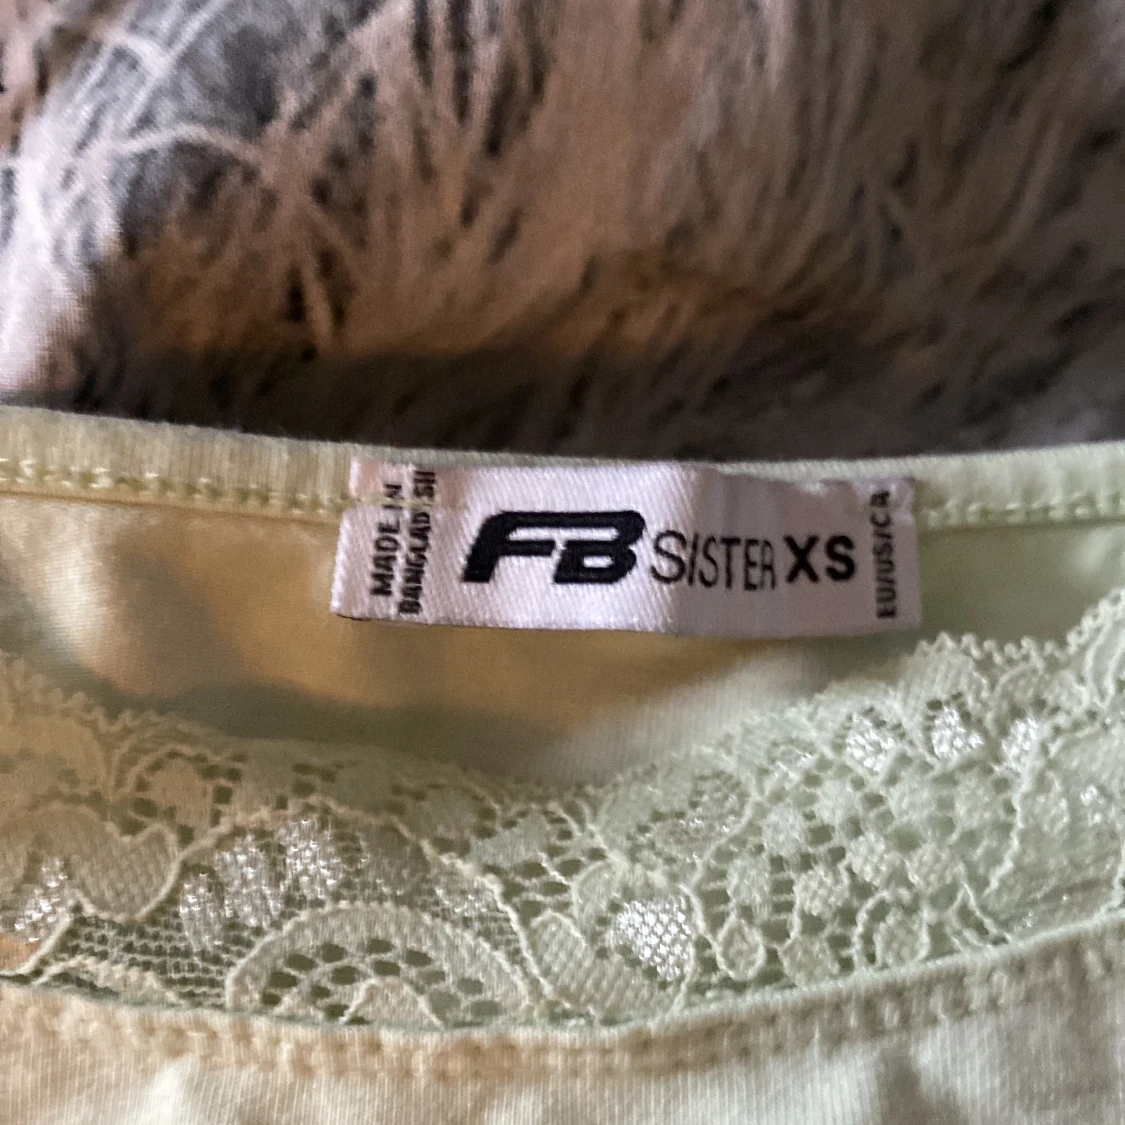 MADE IN
BANGLADESH
FB SISTER XS
EU/US/CA